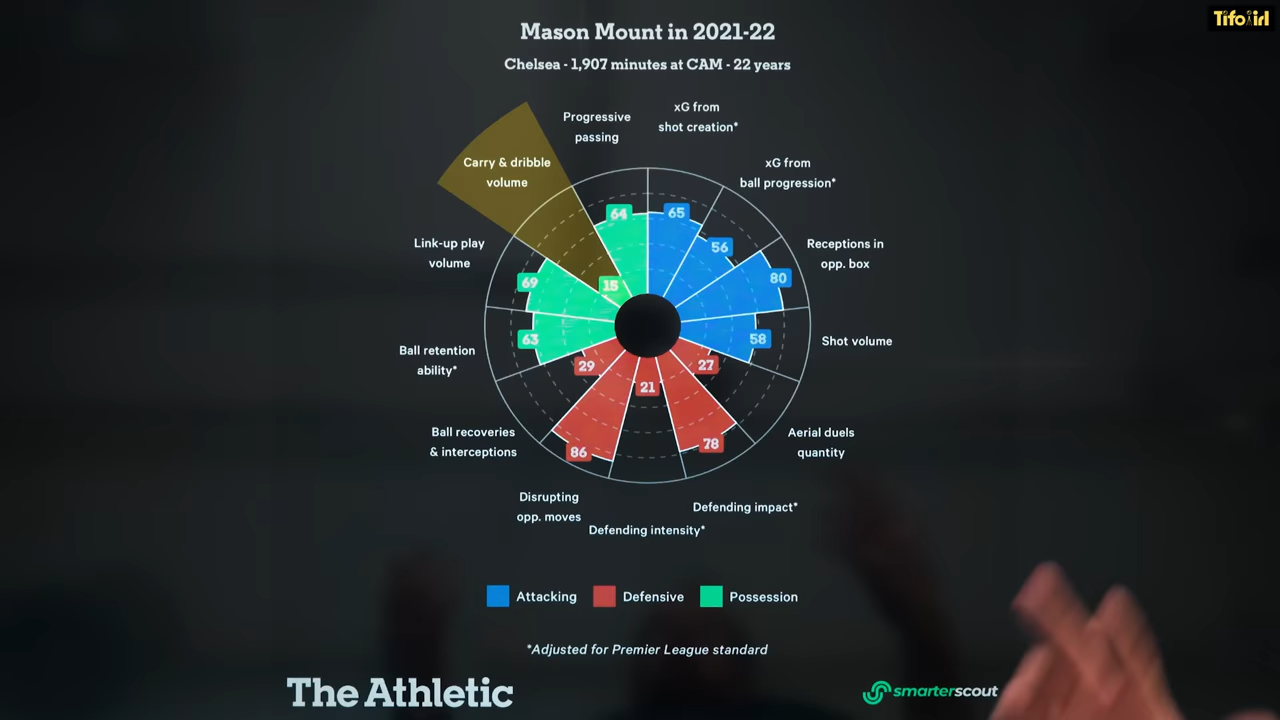 Tifo irl
Mason Mount in 2021-22
Chelsea - 1,907 minutes at CAM - 22 years
Progressive
passing
xG from
shot creation*
Carry & dribble
volume
xG from
ball progression*
Link-up play
volume
Receptions in
opp. box
Ball retention
ability*
Shot volume
Ball recoveries
& interceptions
Aerial duels
quantity
Disrupting
opp. moves
Defending intensity*
Defending impact*
64
65
56
80
58
27
78
21
86
29
63
69
15
Attacking
Defensive
Possession
*Adjusted for Premier League standard
The Athletic
smarterscout